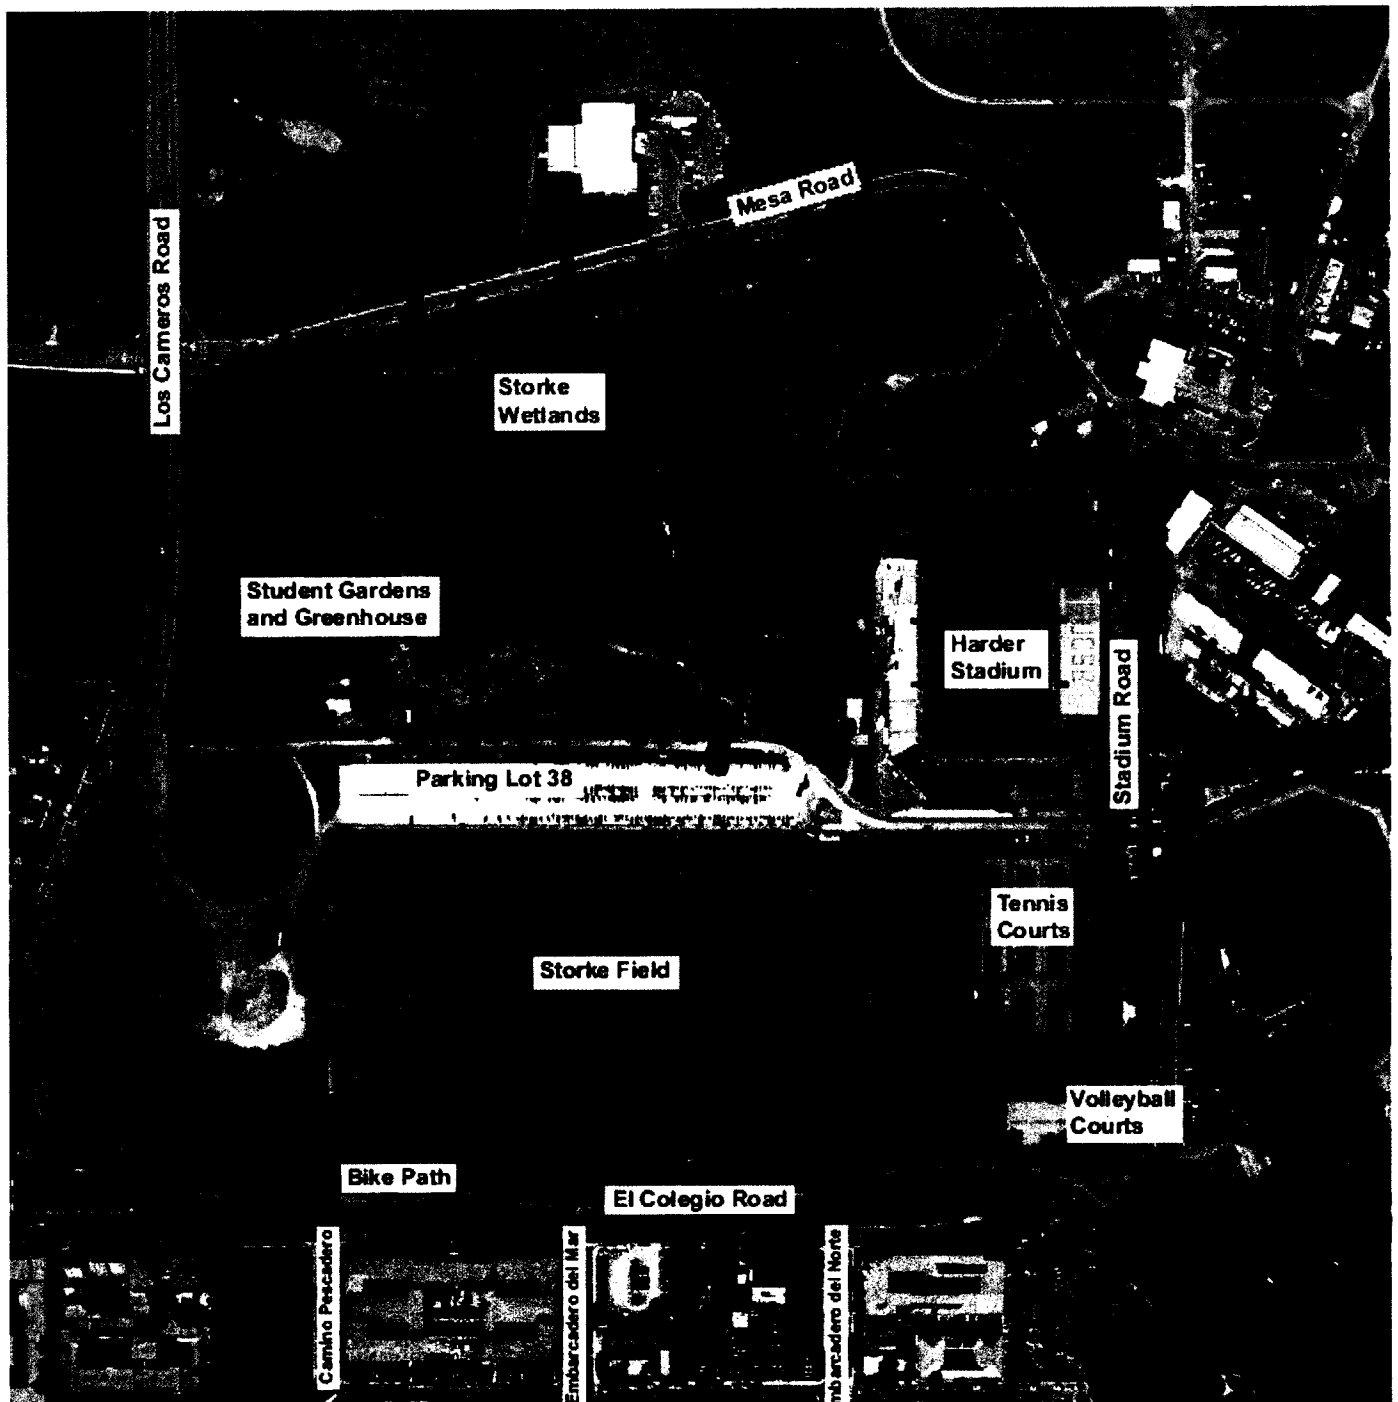 Mesa Road
Los Cameros Road
Storke
Wetlands
Student Gardens
and Greenhouse
Harder
Stadium
Stadium Road
Parking Lot 38
Tennis
Courts
Storke Field
Volleyball
Courts
Bike Path
El Colegio Road
Camino Pescadero
Embarcadero del Mar
mbarcadero del Norte